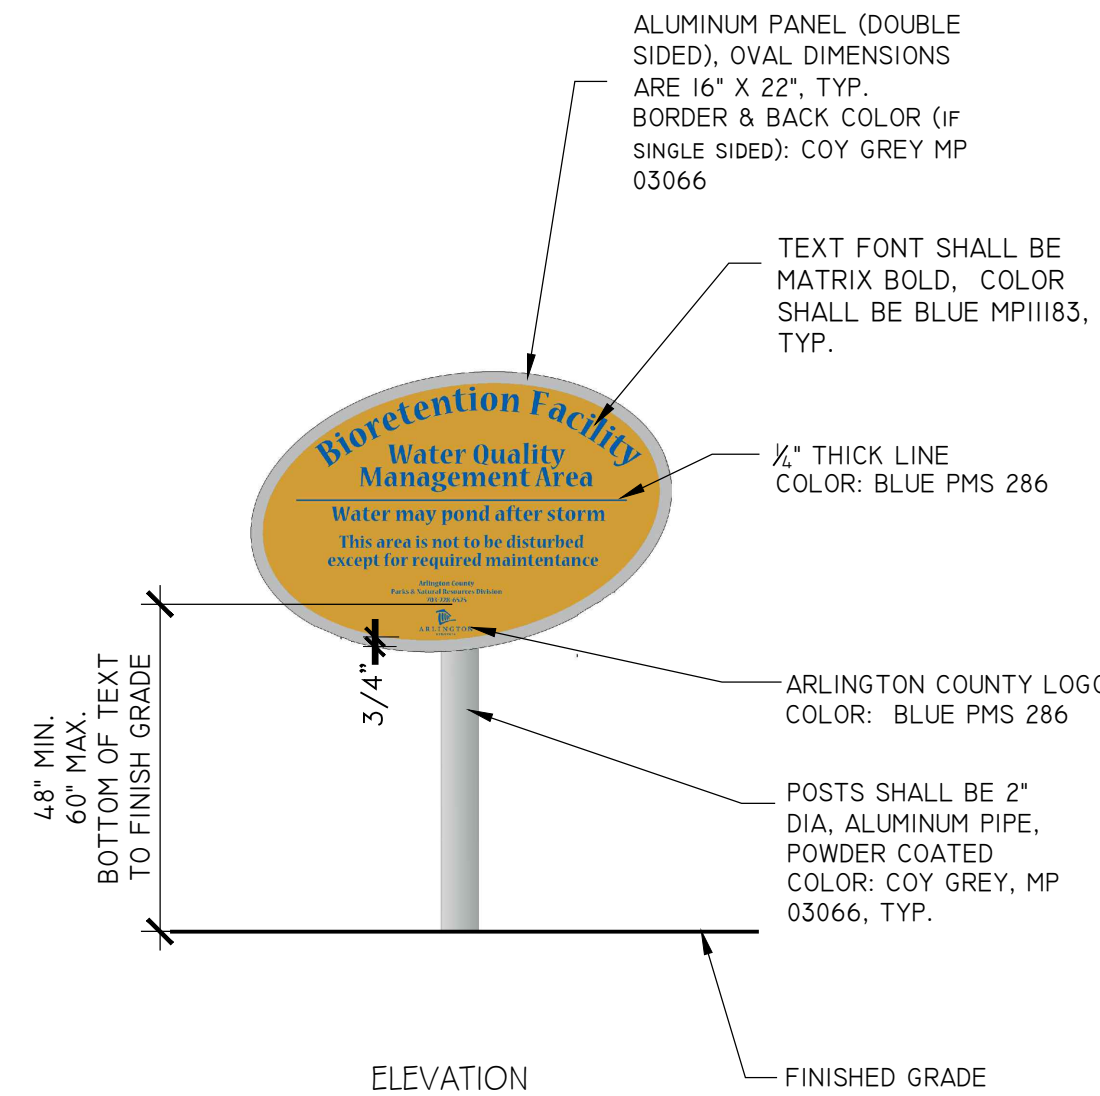 ALUMINUM PANEL (DOUBLE
SIDED), OVAL DIMENSIONS
ARE 16" X 22", TYP.
BORDER & BACK COLOR (IF
SINGLE SIDED): COY GREY MP
03066
TEXT FONT SHALL BE
MATRIX BOLD, COLOR
SHALL BE BLUE MP11183,
TYP.
1/4" THICK LINE
COLOR: BLUE PMS 286
Bioretention Facility
Water Quality
Management Area
Water may pond after storm
This area is not to be disturbed
except for required maintentance
Arlington County
Parks & Natural Resources Division
703-228-6525
ARLINGTON
3/4"
48" MIN.
60" MAX.
BOTTOM OF TEXT
TO FINISH GRADE
ARLINGTON COUNTY LOGO
COLOR: BLUE PMS 286
POSTS SHALL BE 2"
DIA, ALUMINUM PIPE,
POWDER COATED
COLOR: COY GREY, MP
03066, TYP.
FINISHED GRADE
ELEVATION